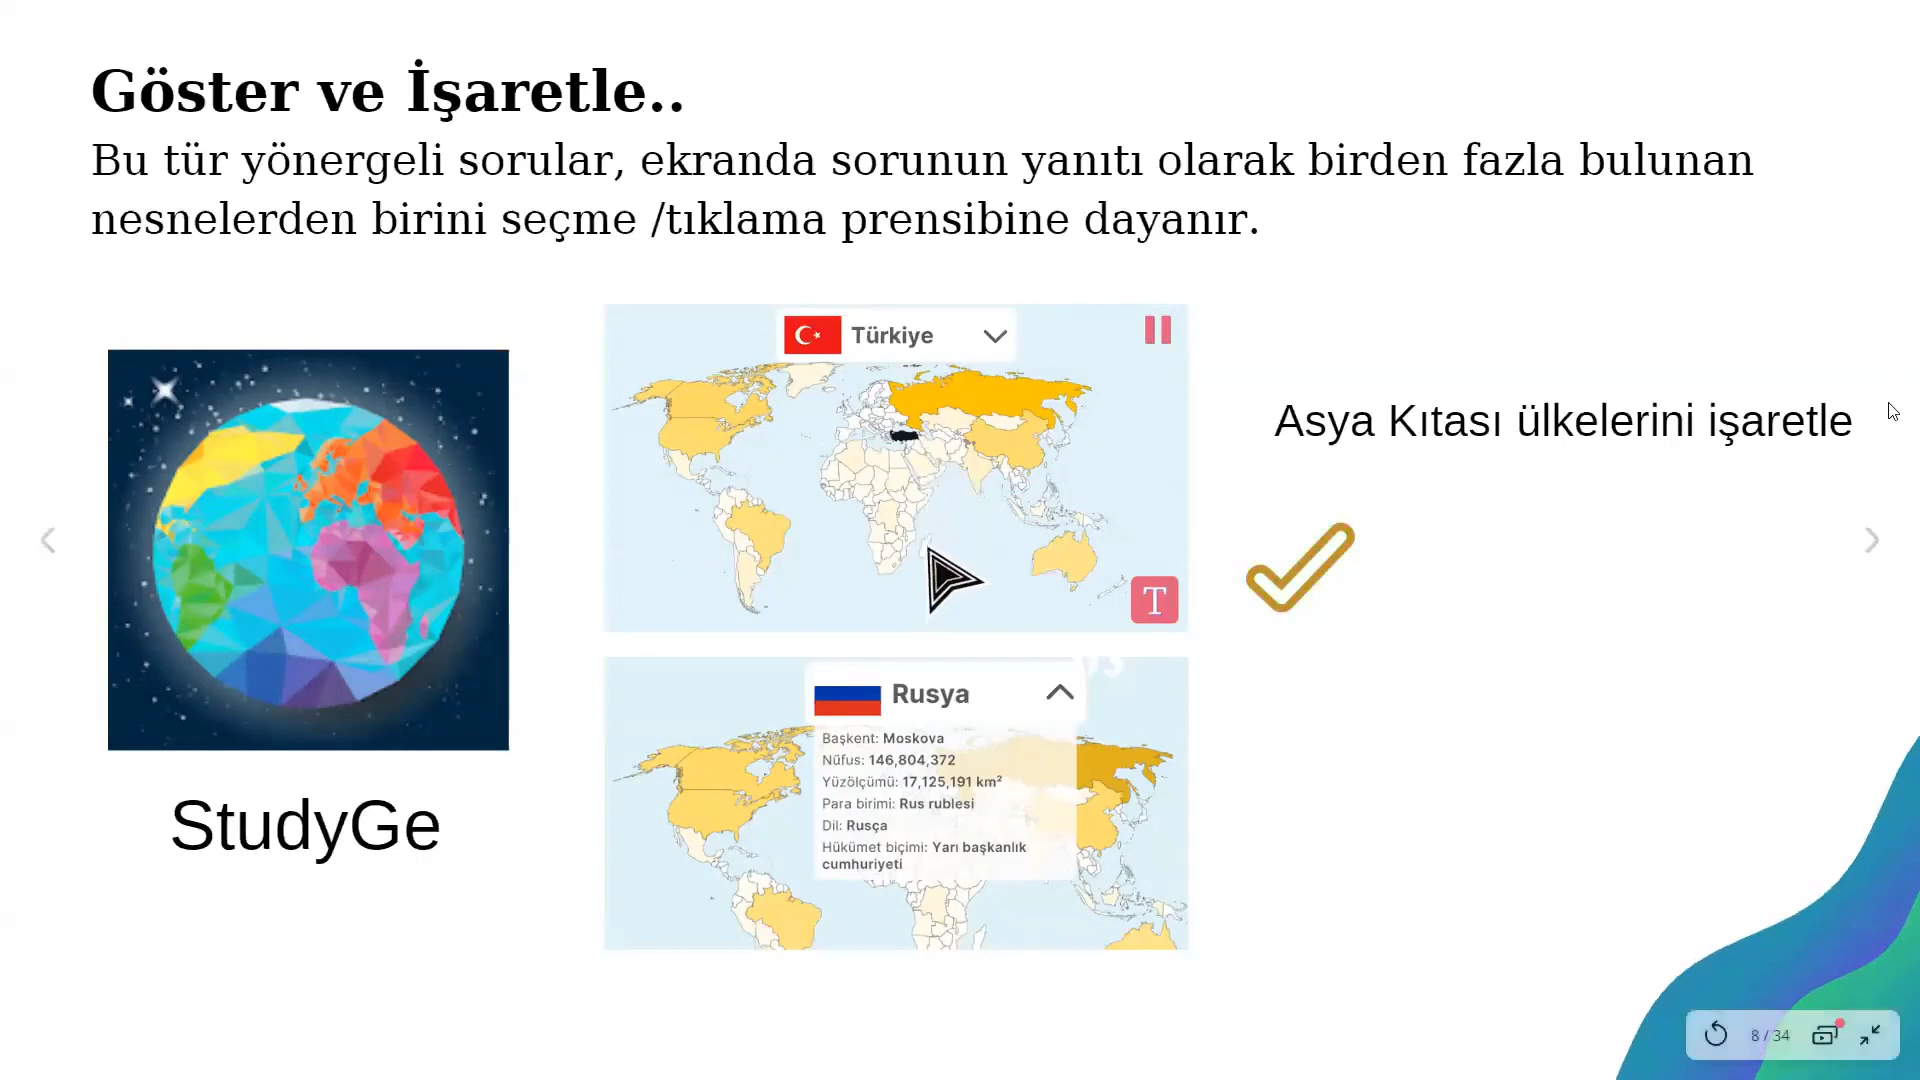 Göster ve İşaretle..
Bu tür yönergeli sorular, ekranda sorunun yanıtı olarak birden fazla bulunan
nesnelerden birini seçme /tıklama prensibine dayanır.
StudyGe
Türkiye
T
Rusya
Başkent: Moskova
Nüfus: 146,804,372
Yüzölçümü: 17,125,191 km²
Para birimi: Rus rublesi
Dil: Rusça
Hükümet biçimi: Yarı başkanlık
cumhuriyeti
Asya Kıtası ülkelerini işaretle
8 / 34